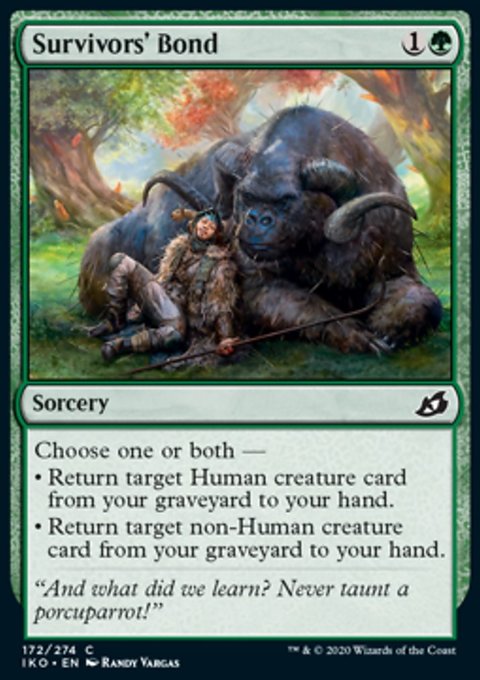 Survivors' Bond 1
Sorcery
Choose one or both —
• Return target Human creature card
from your graveyard to your hand.
• Return target non-Human creature
card from your graveyard to your hand.
"And what did we learn? Never taunt a
porcuparrot!"
172/274 C
IKO • EN Randy Vargas
™ & © 2020 Wizards of the Coast